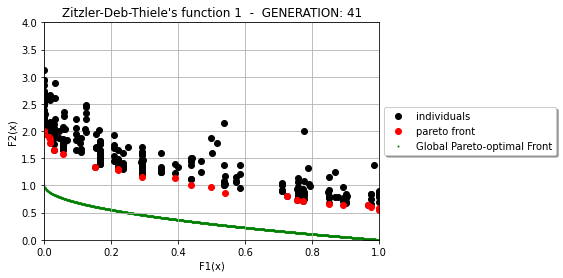 Zitzler-Deb-Thiele's function 1 - GENERATION: 41
4.0
3.5
3.0
2.5
2.0
1.5
1.0
0.5
0.0
F2(x)
0.0 0.2 0.4 0.6 0.8 1.0
F1(x)
individuals
pareto front
Global Pareto-optimal Front